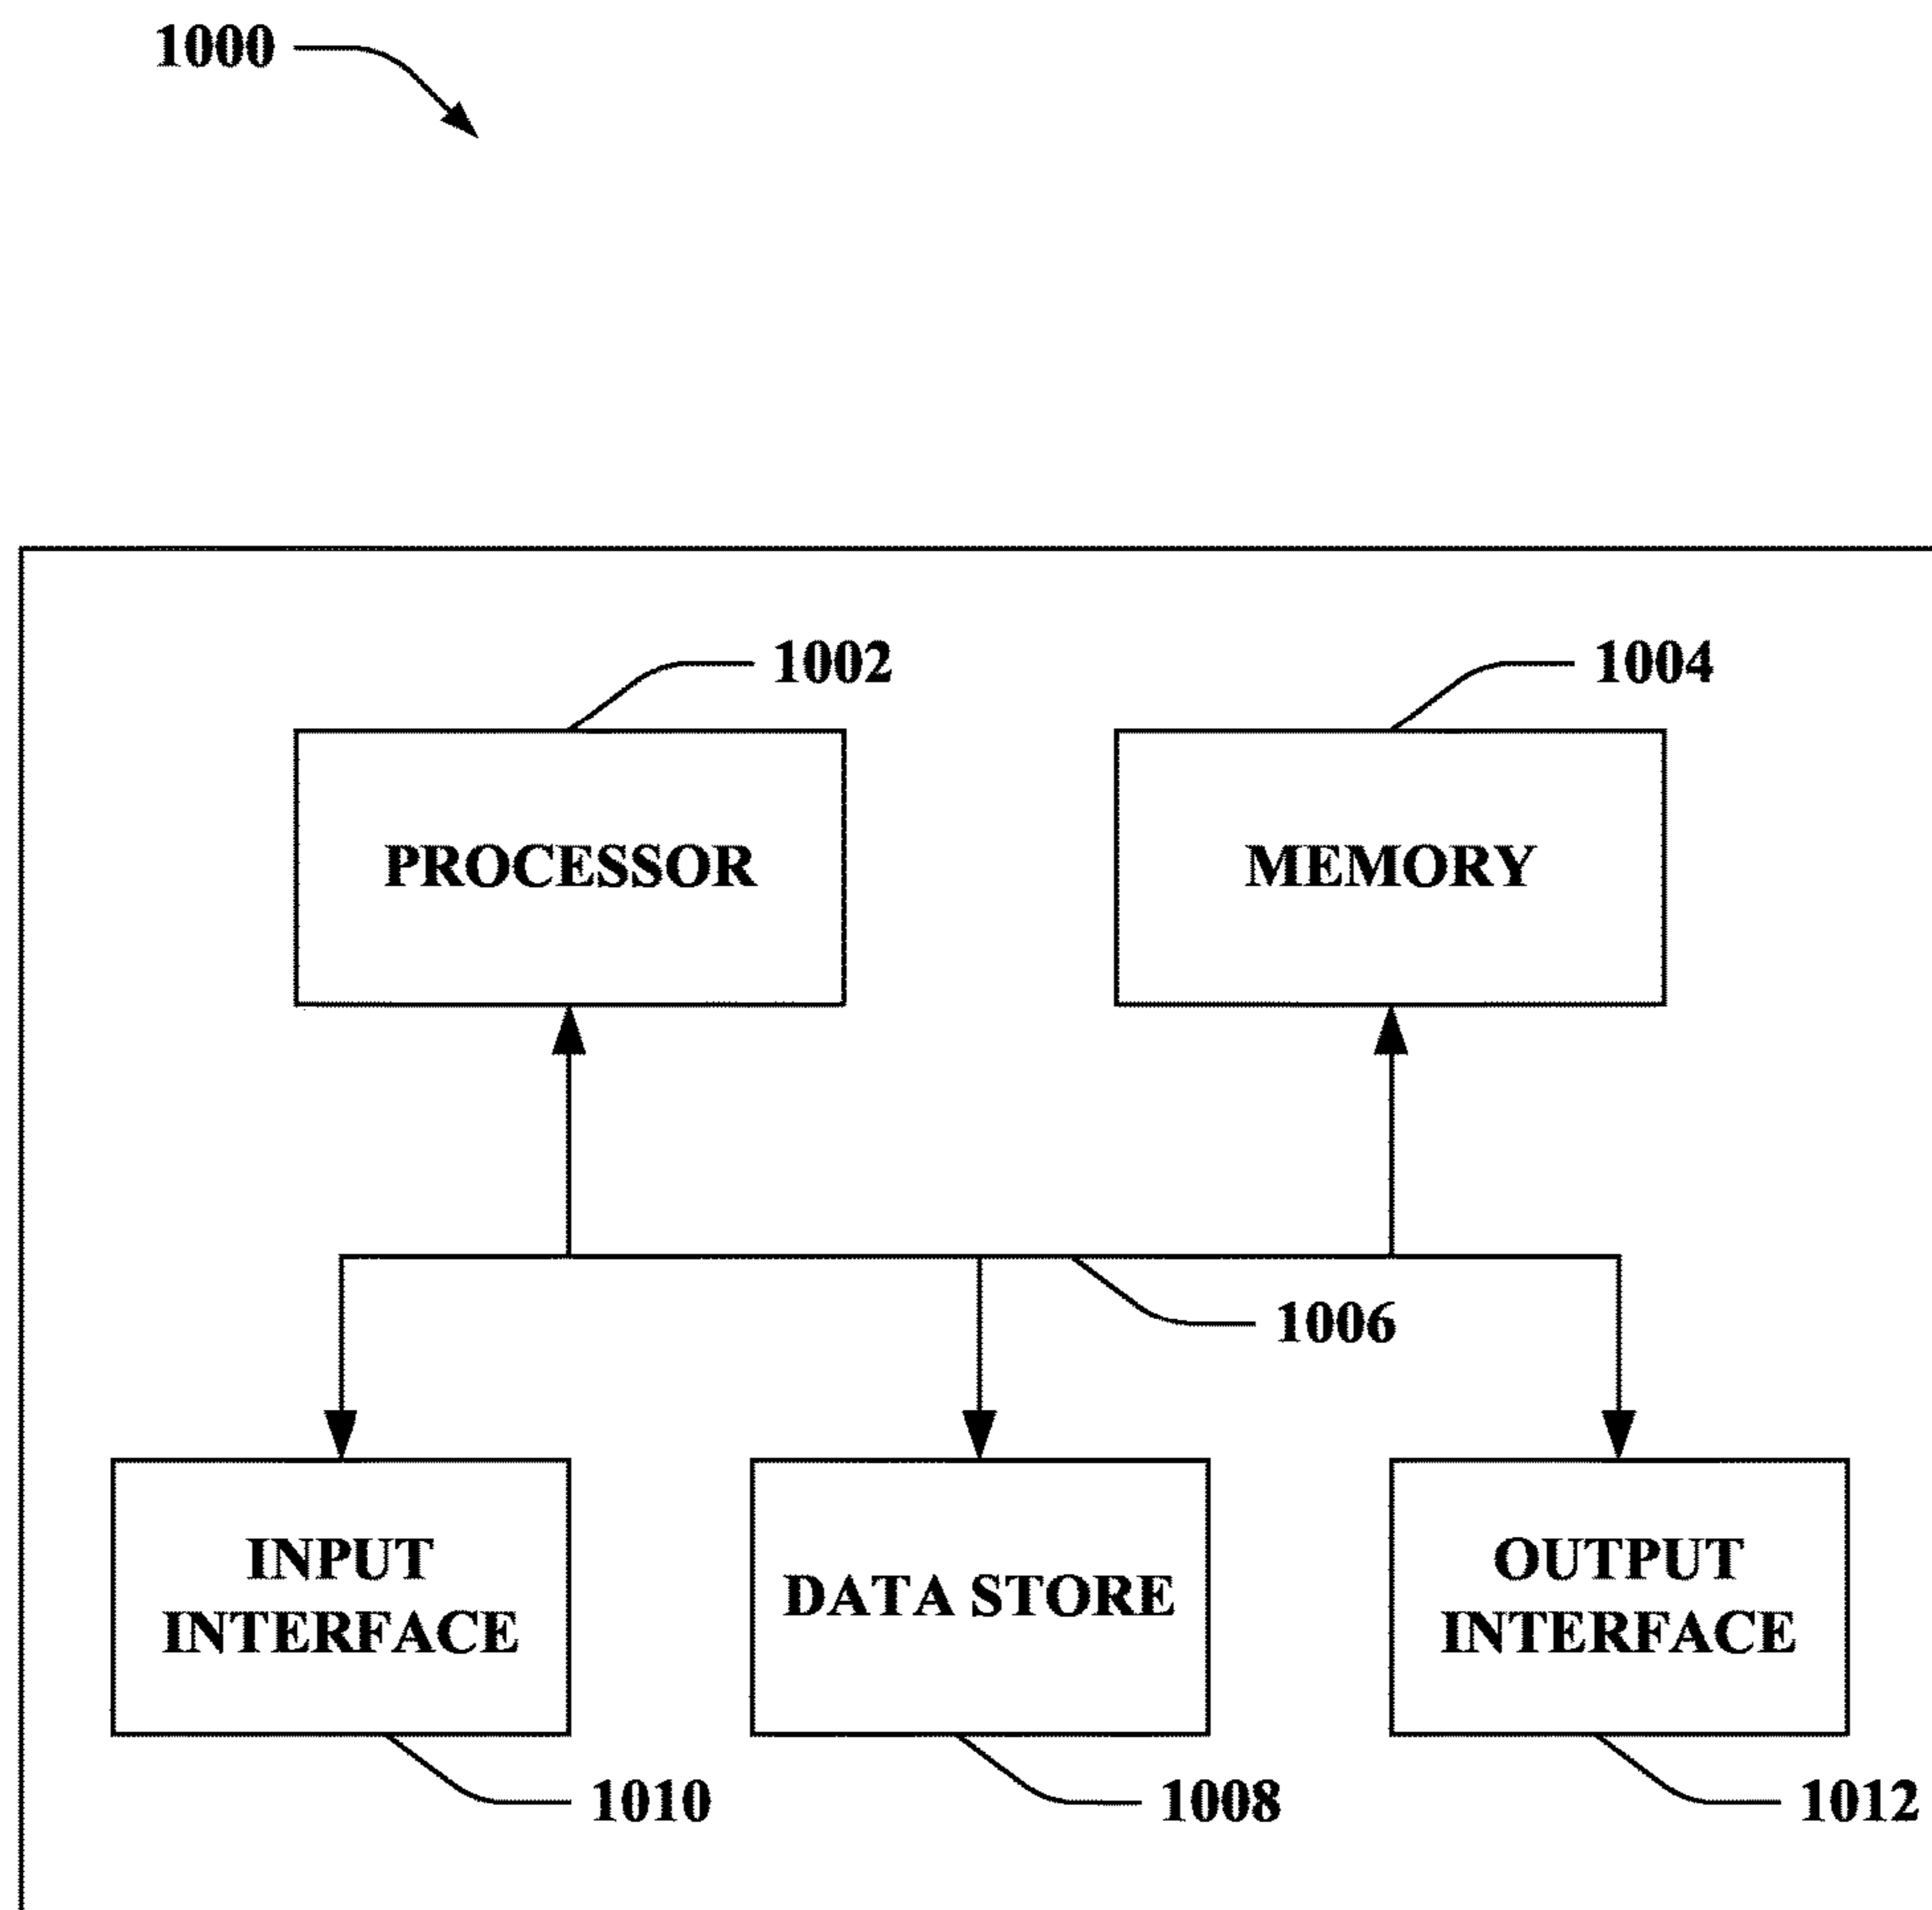 1000
1002
1004
PROCESSOR
MEMORY
1006
INPUT
INTERFACE
DATA STORE
OUTPUT
INTERFACE
1010
1008
1012